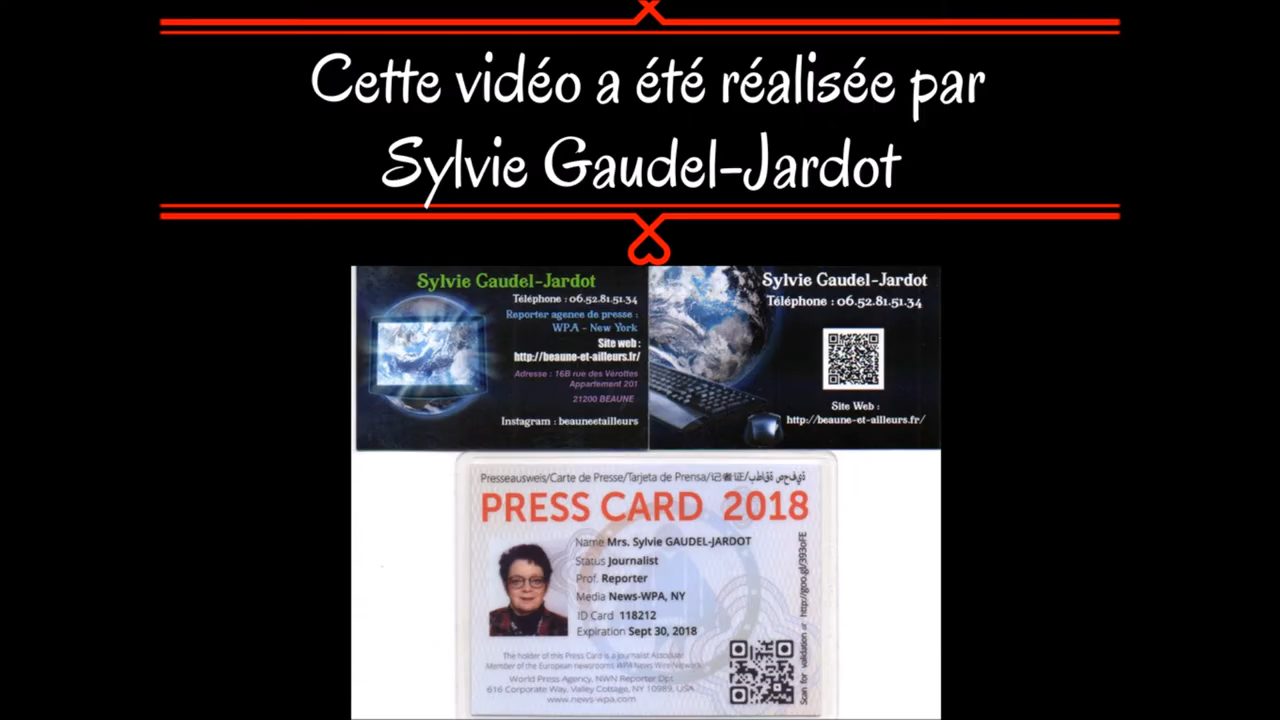 Cette vidéo a été réalisée par
Sylvie Gaudel-Jardot
Sylvie Gaudel-Jardot
Téléphone : 06.52.81.51.34
Reporter agence de presse :
WPA - New York
Site web :
http://beaune-et-ailleurs.fr/
Adresse : 16B rue des Vérottes
Appartement 201
21200 BEAUNE
Instagram : beauneetailleurs
Sylvie Gaudel-Jardot
Téléphone : 06.52.81.51.34
Site Web :
http://beaune-et-ailleurs.fr/
Presseausweis/Carte de Presse/Tarjeta de Prensa/
PRESS CARD 2018
Name Mrs. Sylvie GAUDEL-JARDOT
Status Journalist
Prof. Reporter
Media News-WPA, NY
ID Card 118212
Expiration Sept 30, 2018
The holder of this Press Card is a Journalist Associate
Member of the European newsrooms WPA News Wire Network
World Press Agency, NWN Reporter Dpt.
616 Corporate Way, Valley Cottage, NY 10989, USA
www.news-wpa.com
Scan for validation or http://goo.gl/393oFE